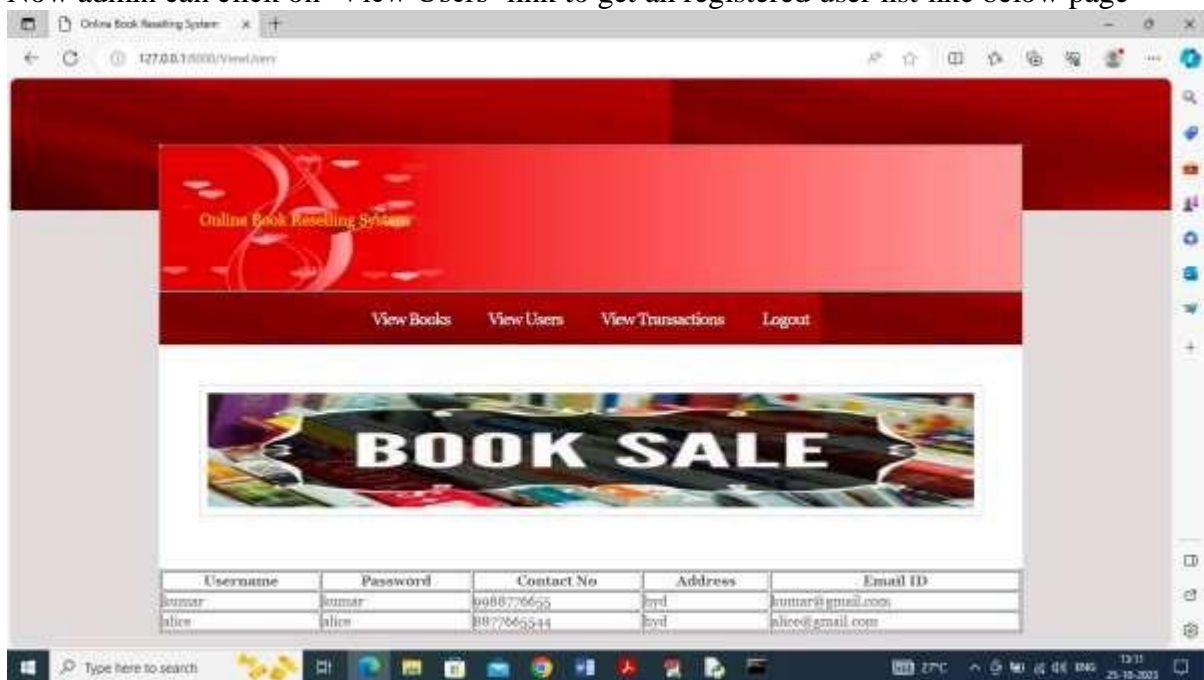 Now admin can click on "View Users" link to get all registered user list like below page
Online Book Reselling System
127.0.0.1:8000/ViewUsers
Online Book Reselling System
View Books View Users View Transactions Logout
BOOK SALE
Username Password Contact No Address Email ID
kumar kumar 9988776655 hyd kumar@gmail.com
alice alice 8877665544 hyd alice@gmail.com
Type here to search
27°C ENG 13:11
25-10-2023